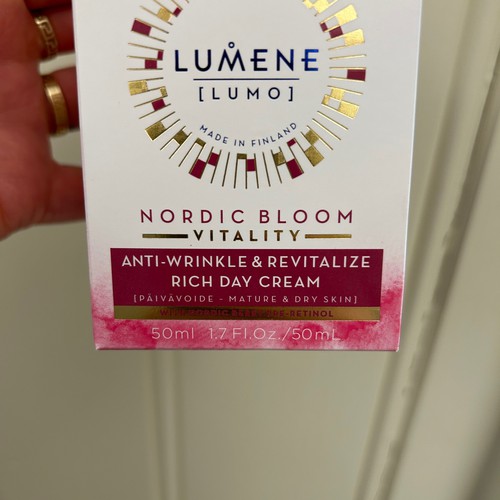 LUMENE
[LUMO]
MADE IN FINLAND
NORDIC BLOOM
VITALITY
ANTI-WRINKLE & REVITALIZE
RICH DAY CREAM
[PÄIVÄVOIDE - MATURE & DRY SKIN]
RETINOL
50ml 1.7 Fl.Oz./50mL